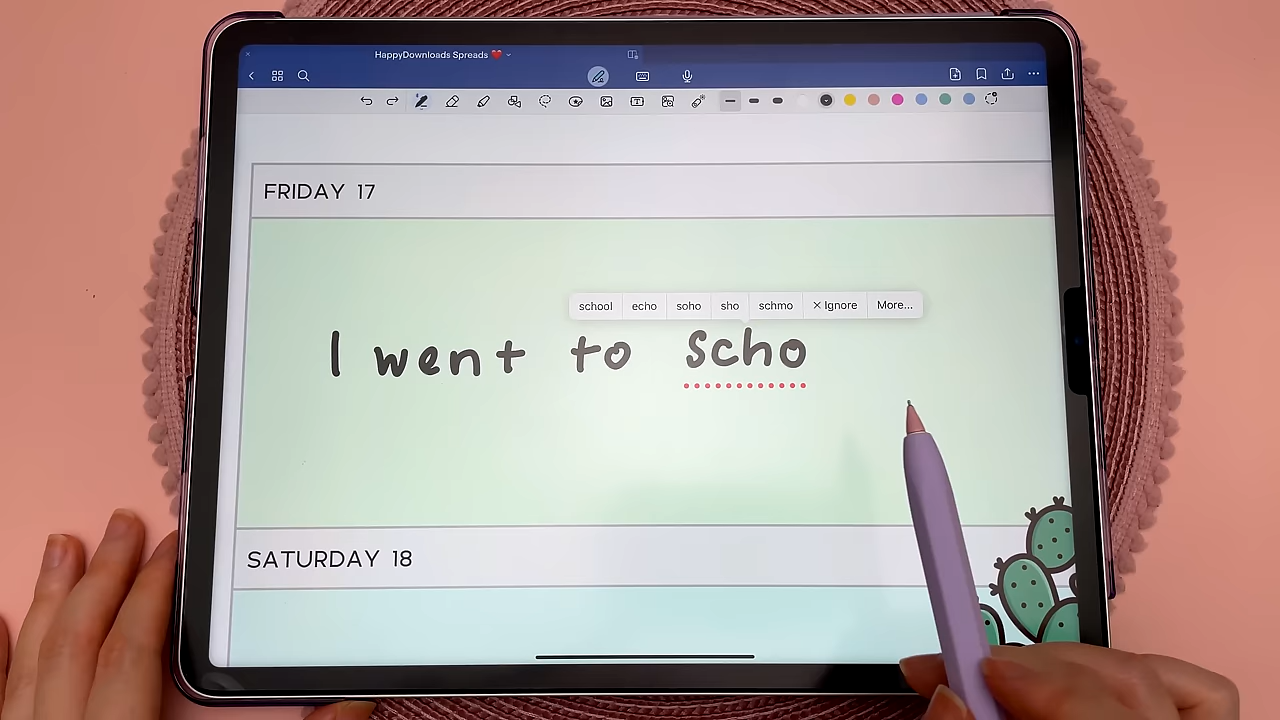 HappyDownloads Spreads ❤️
FRIDAY 17
school echo soho sho schmo × Ignore More...
I went to scho
SATURDAY 18